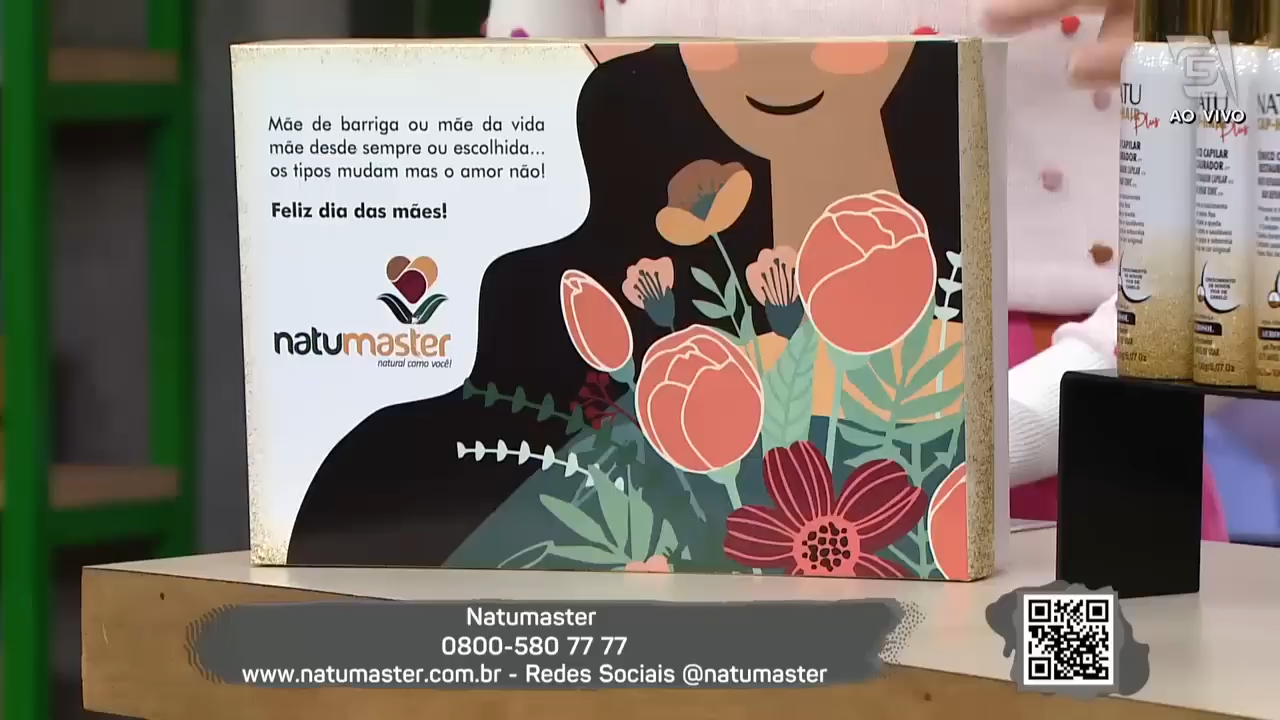 Mãe de barriga ou mãe da vida
mãe desde sempre ou escolhida...
os tipos mudam mas o amor não!
Feliz dia das mães!
natumaster
natural como você!
AO VIVO
Plus
CAPILAR
Natumaster
0800-580 77 77
www.natumaster.com.br - Redes Sociais @natumaster